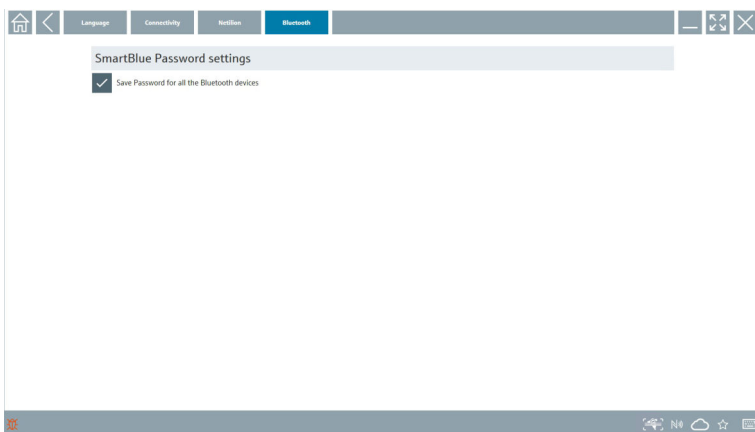 Language Connectivity Netilion Bluetooth
SmartBlue Password settings
Save Password for all the Bluetooth devices